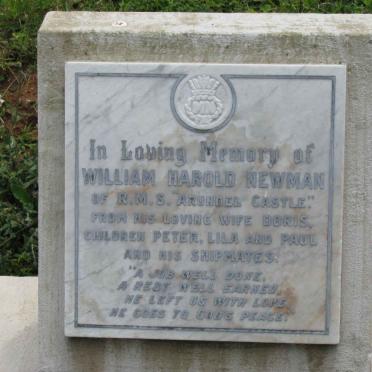 In Loving Memory of
WILLIAM HAROLD NEWMAN
OF R.M.S. "ARUNDEL CASTLE"
FROM HIS LOVING WIFE DORIS,
CHILDREN PETER, LILA AND PAUL
AND HIS SHIPMATES:
"A JOB WELL DONE,
A REST WELL EARNED,
HE LEFT US WITH LOVE
HE GOES TO GODS PEACE."